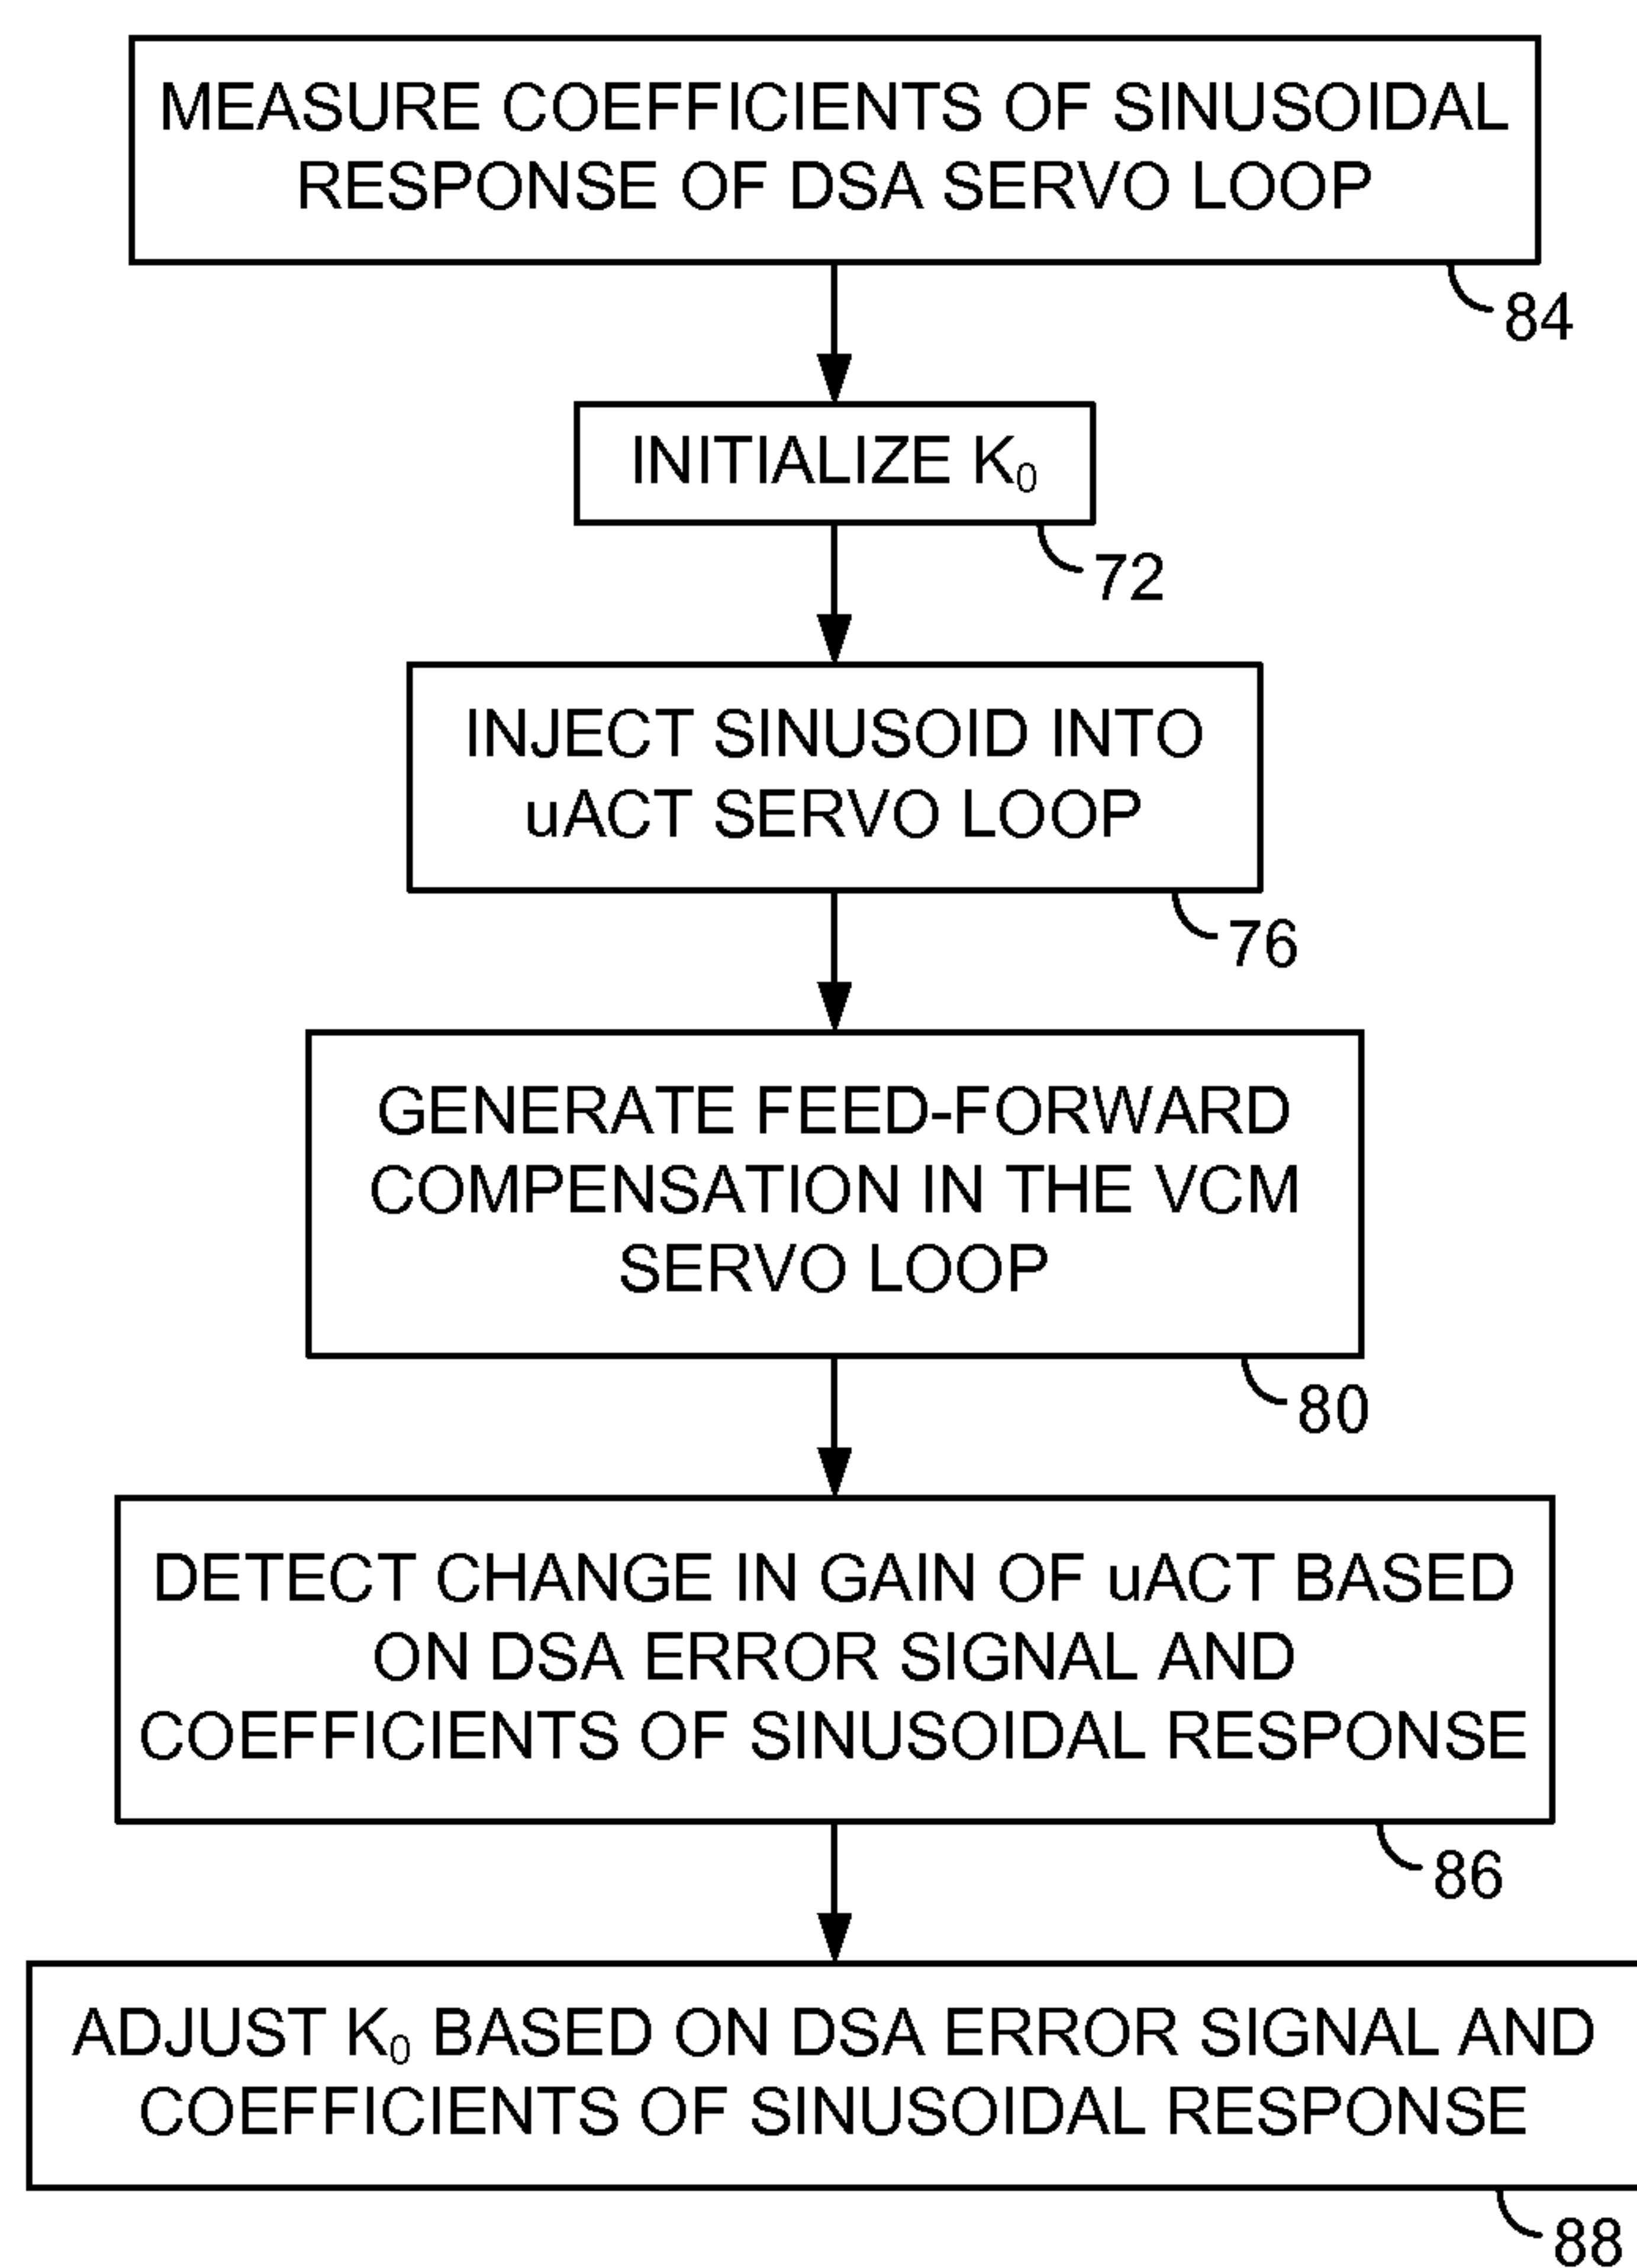 MEASURE COEFFICIENTS OF SINUSOIDAL
RESPONSE OF DSA SERVO LOOP
84
INITIALIZE K₀
72
INJECT SINUSOID INTO
uACT SERVO LOOP
76
GENERATE FEED-FORWARD
COMPENSATION IN THE VCM
SERVO LOOP
80
DETECT CHANGE IN GAIN OF uACT BASED
ON DSA ERROR SIGNAL AND
COEFFICIENTS OF SINUSOIDAL RESPONSE
86
ADJUST K₀ BASED ON DSA ERROR SIGNAL AND
COEFFICIENTS OF SINUSOIDAL RESPONSE
88